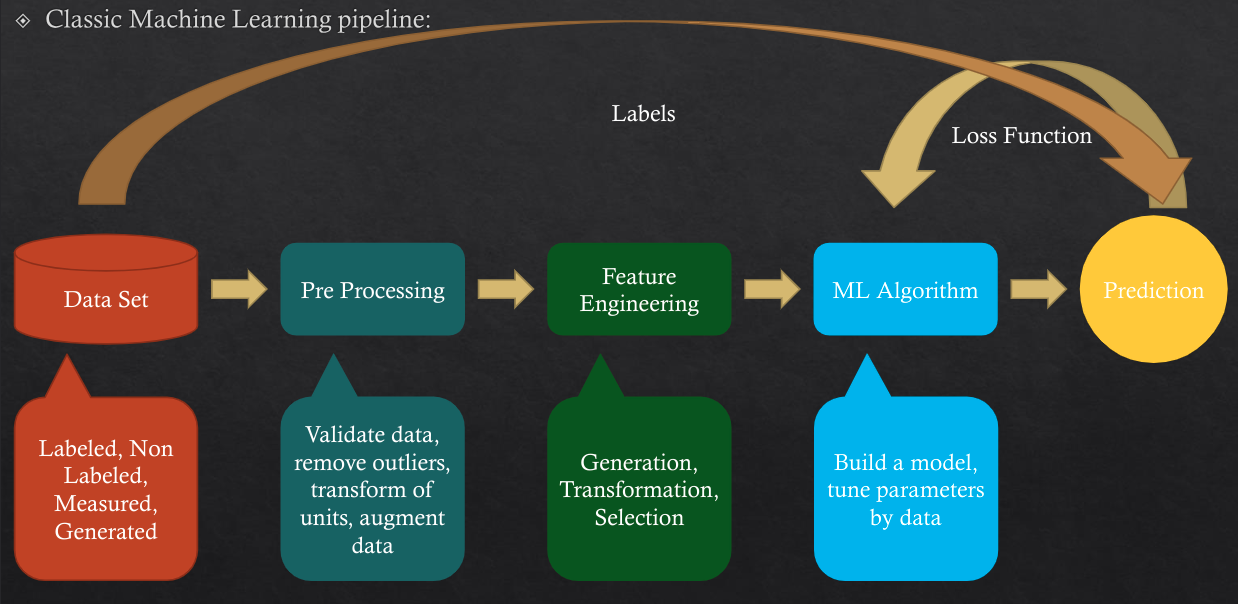 Classic Machine Learning pipeline:
Labels
Loss Function
Data Set
Pre Processing
Feature
Engineering
ML Algorithm
Prediction
Labeled, Non
Labeled,
Measured,
Generated
Validate data,
remove outliers,
transform of
units, augment
data
Generation,
Transformation,
Selection
Build a model,
tune parameters
by data